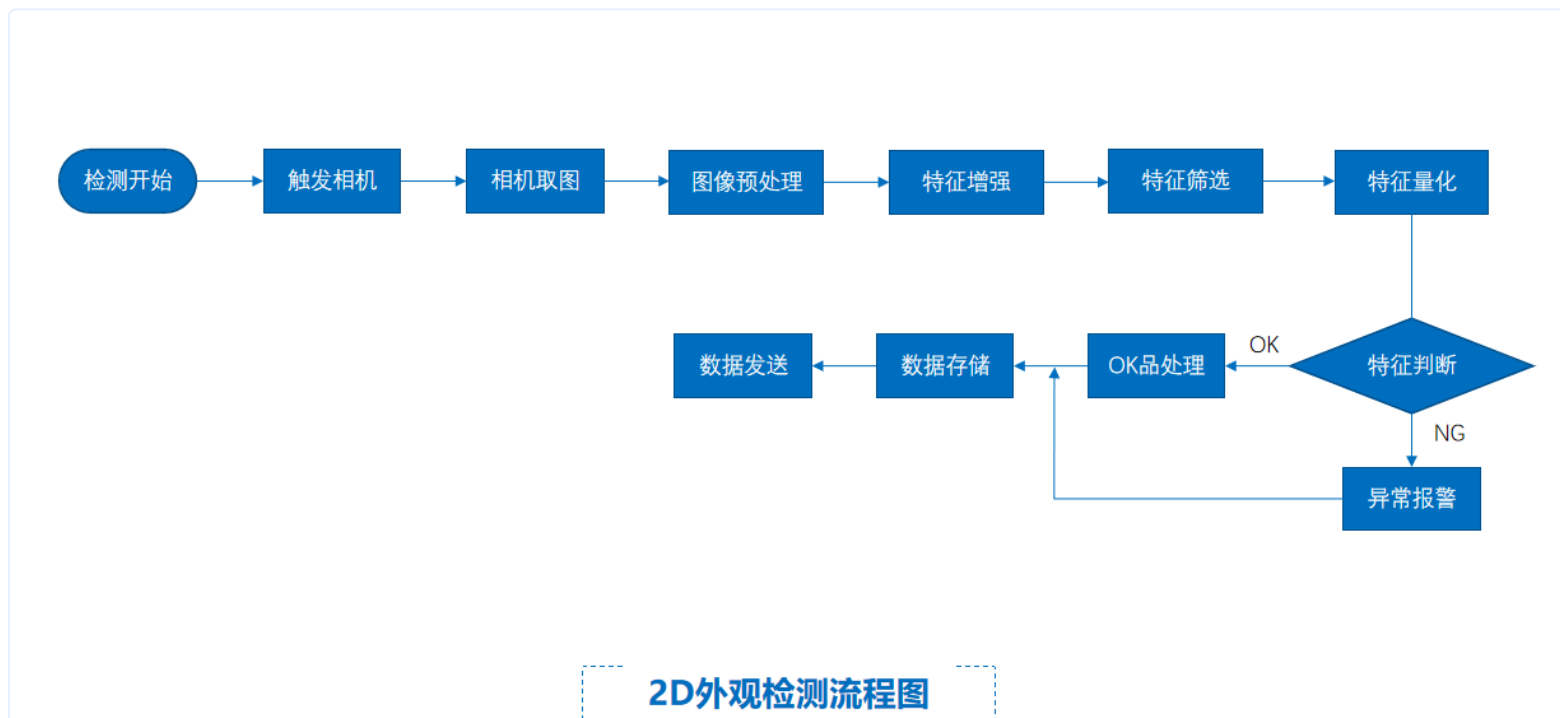 检测开始
触发相机
相机取图
图像预处理
特征增强
特征筛选
特征量化
特征判断
OK
OK品处理
数据存储
数据发送
NG
异常报警
2D外观检测流程图